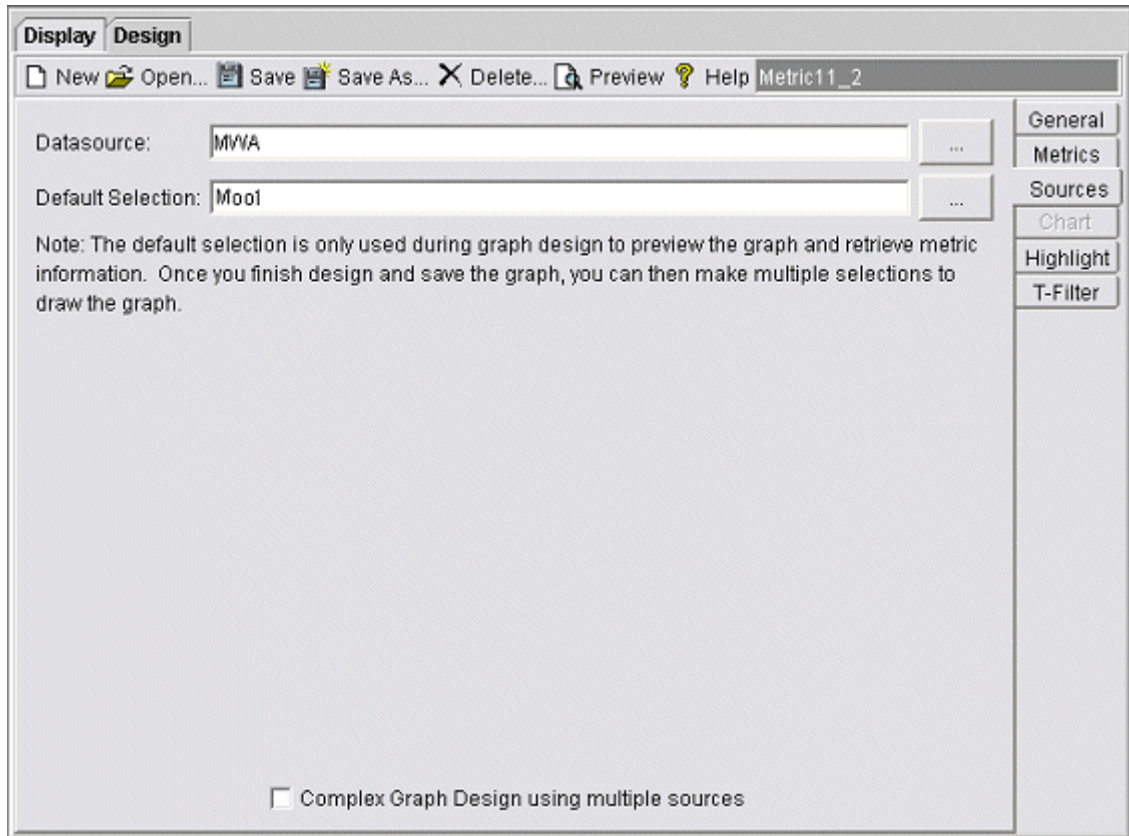 Display Design
New Open... Save Save As... Delete... Preview Help Metric11_2
General
Metrics
Sources
Chart
Highlight
T-Filter
Datasource: MVVA ...
Default Selection: Moo1 ...
Note: The default selection is only used during graph design to preview the graph and retrieve metric
information. Once you finish design and save the graph, you can then make multiple selections to
draw the graph.
Complex Graph Design using multiple sources